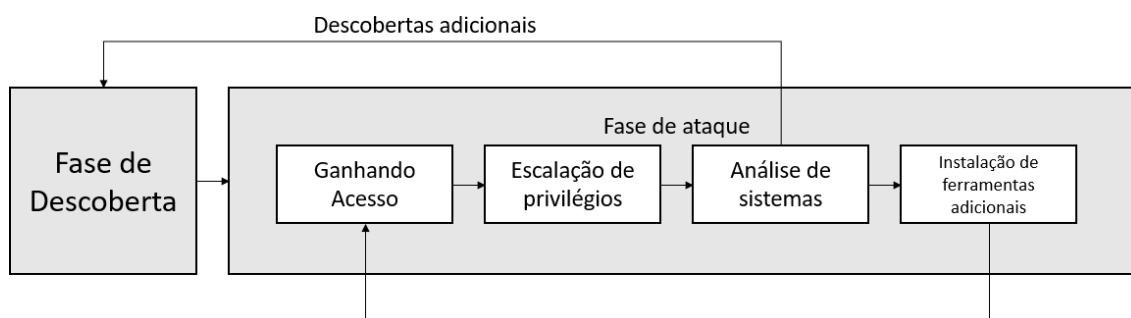 Descobertas adicionais
Fase de
Descoberta
Fase de ataque
Ganhando
Acesso
Escalação de
privilégios
Análise de
sistemas
Instalação de
ferramentas
adicionais